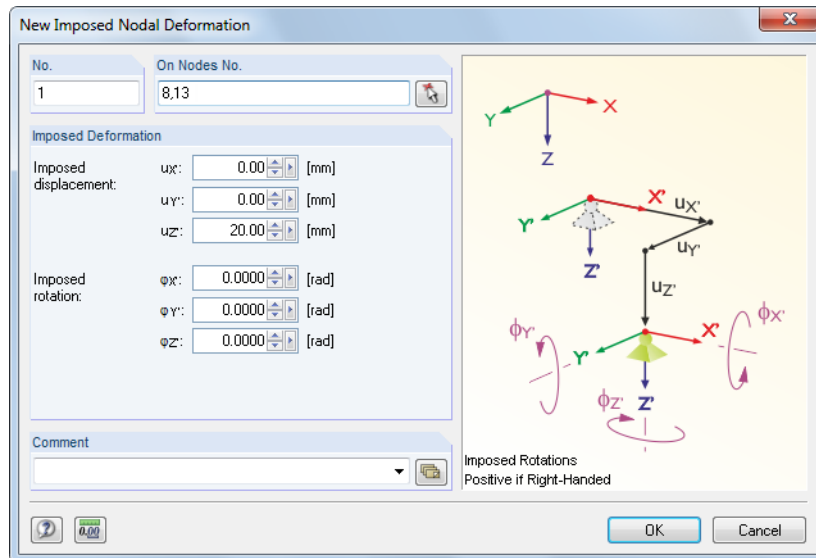 New Imposed Nodal Deformation
No.
On Nodes No.
1
8,13
Imposed Deformation
Imposed displacement:
uX': 0.00 [mm]
uY': 0.00 [mm]
uZ': 20.00 [mm]
Imposed rotation:
φX': 0.0000 [rad]
φY': 0.0000 [rad]
φZ': 0.0000 [rad]
Comment
Y
X
Z
X'
uX'
Y'
uY'
Z'
uZ'
ϕX'
ϕY'
X'
Y'
ϕZ'
Z'
Imposed Rotations
Positive if Right-Handed
0.00
OK
Cancel